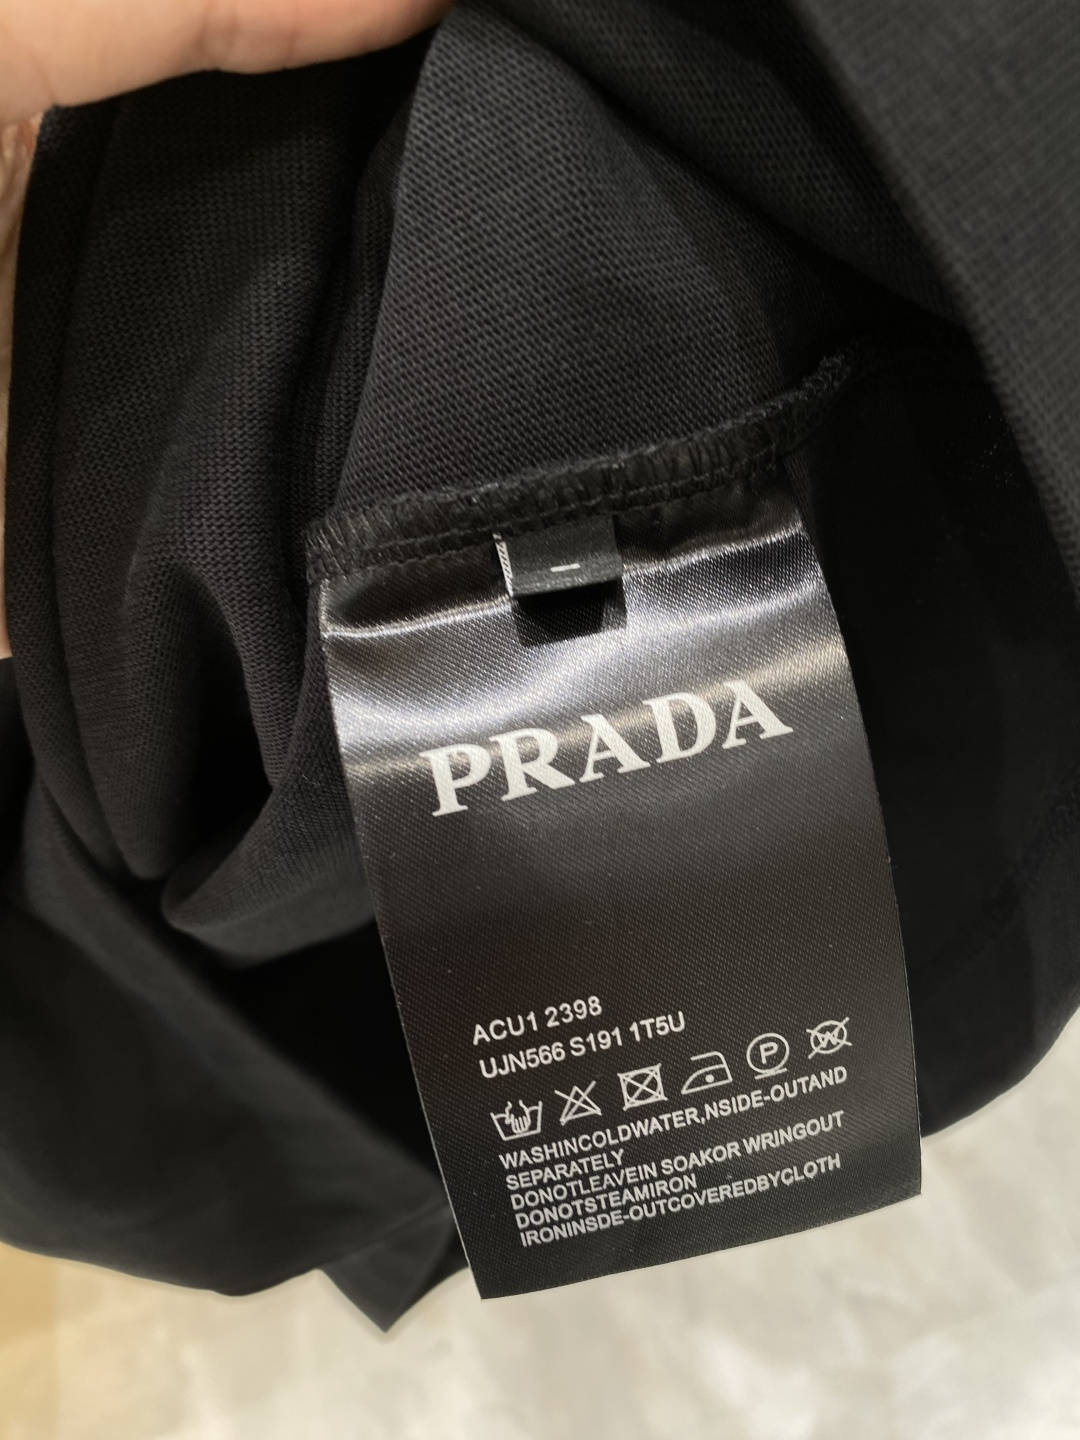 PRADA
ACU1 2398
UJN566 S191 1T5U
P W
WASHINCOLDWATER,NSIDE-OUTAND
SEPARATELY
DONOTLEAVEIN SOAKOR WRINGOUT
DONOTSTEAMIRON
IRONINSDE-OUTCOVEREDBYCLOTH